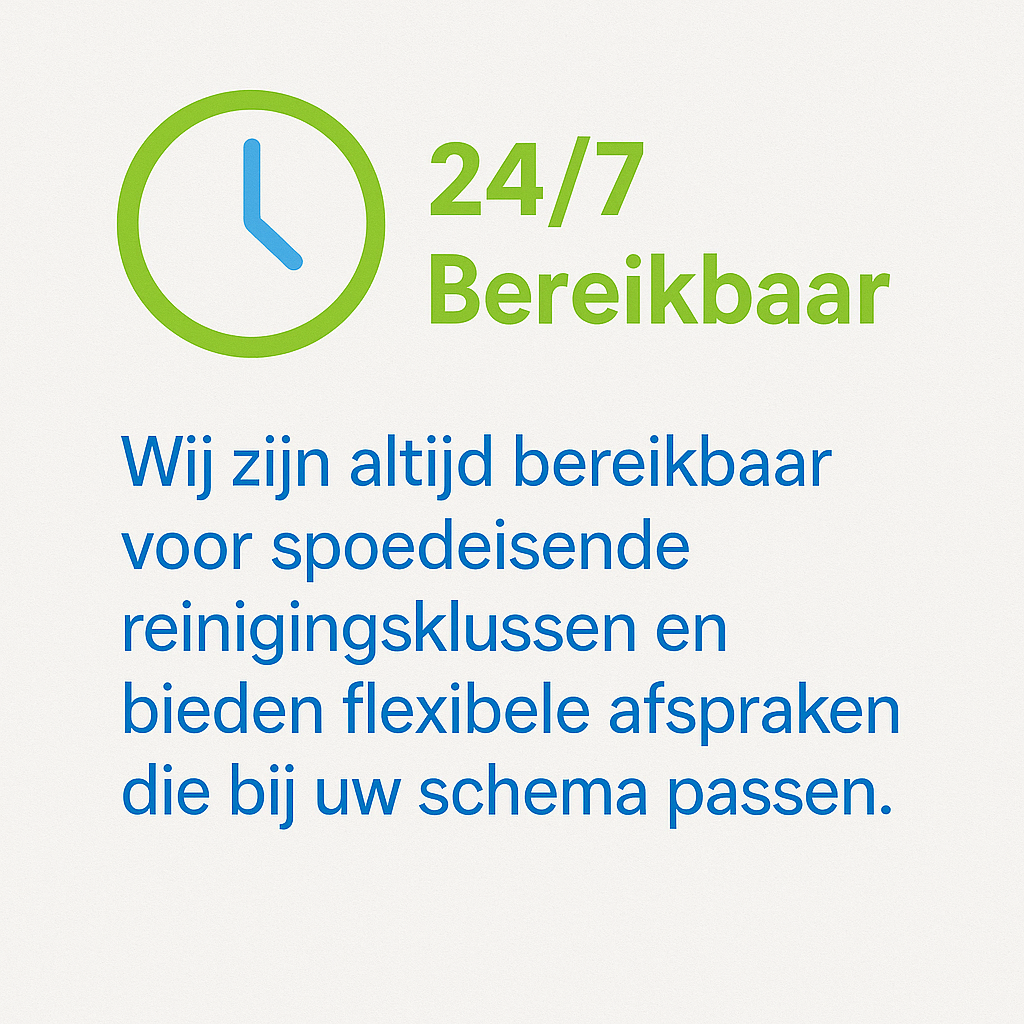 24/7
Bereikbaar
Wij zijn altijd bereikbaar
voor spoedeisende
reinigingsklussen en
bieden flexibele afspraken
die bij uw schema passen.